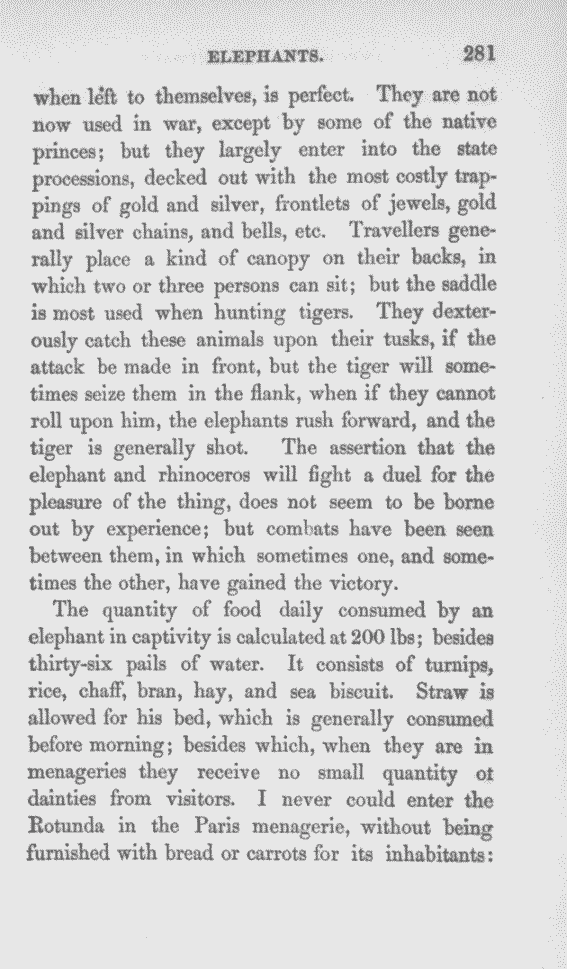 ELEPHANTS. 281
when left to themselves, is perfect. They are not
now used in war, except by some of the native
princes; but they largely enter into the state
processions, decked out with the most costly trap-
pings of gold and silver, frontlets of jewels, gold
and silver chains, and bells, etc. Travellers gene-
rally place a kind of canopy on their backs, in
which two or three persons can sit; but the saddle
is most used when hunting tigers. They dexter-
ously catch these animals upon their tusks, if the
attack be made in front, but the tiger will some-
times seize them in the flank, when if they cannot
roll upon him, the elephants rush forward, and the
tiger is generally shot. The assertion that the
elephant and rhinoceros will fight a duel for the
pleasure of the thing, does not seem to be borne
out by experience; but combats have been seen
between them, in which sometimes one, and some-
times the other, have gained the victory.
The quantity of food daily consumed by an
elephant in captivity is calculated at 200 lbs; besides
thirty-six pails of water. It consists of turnips,
rice, chaff, bran, hay, and sea biscuit. Straw is
allowed for his bed, which is generally consumed
before morning; besides which, when they are in
menageries they receive no small quantity of
dainties from visitors. I never could enter the
Rotunda in the Paris menagerie, without being
furnished with bread or carrots for its inhabitants: